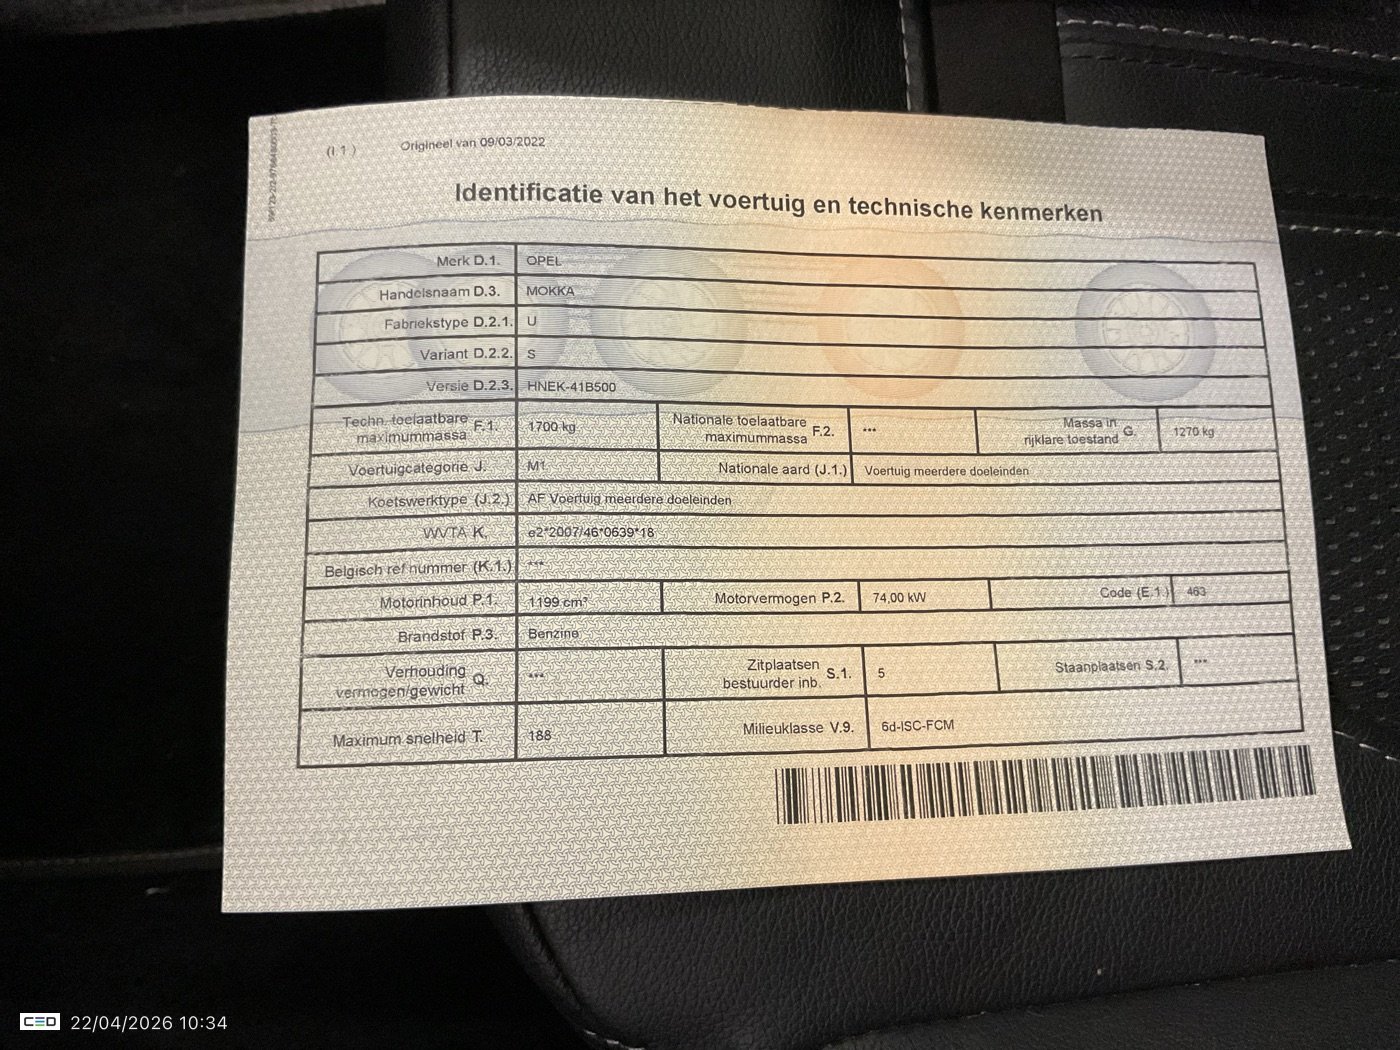 (I.1.) Origineel van 09/03/2022
Identificatie van het voertuig en technische kenmerken
Merk D.1. OPEL
Handelsnaam D.3. MOKKA
Fabriekstype D.2.1. U
Variant D.2.2. S
Versie D.2.3. HNEK-41B500
Techn. toelaatbare maximummassa F.1. 1700 kg Nationale toelaatbare maximummassa F.2. *** Massa in rijklare toestand G. 1270 kg
Voertuigcategorie J. M1 Nationale aard (J.1.) Voertuig meerdere doeleinden
Koetswerktype (J.2.) AF Voertuig meerdere doeleinden
WVTA K. e2*2007/46*0639*18
Belgisch ref nummer (K.1.) ***
Motorinhoud P.1. 1199 cm³ Motorvermogen P.2. 74,00 kW Code (E.1.) 463
Brandstof P.3. Benzine
Verhouding vermogen/gewicht Q. *** Zitplaatsen bestuurder inb. S.1. 5 Staanplaatsen S.2. ***
Maximum snelheid T. 188 Milieuklasse V.9. 6d-ISC-FCM
CED 22/04/2026 10:34